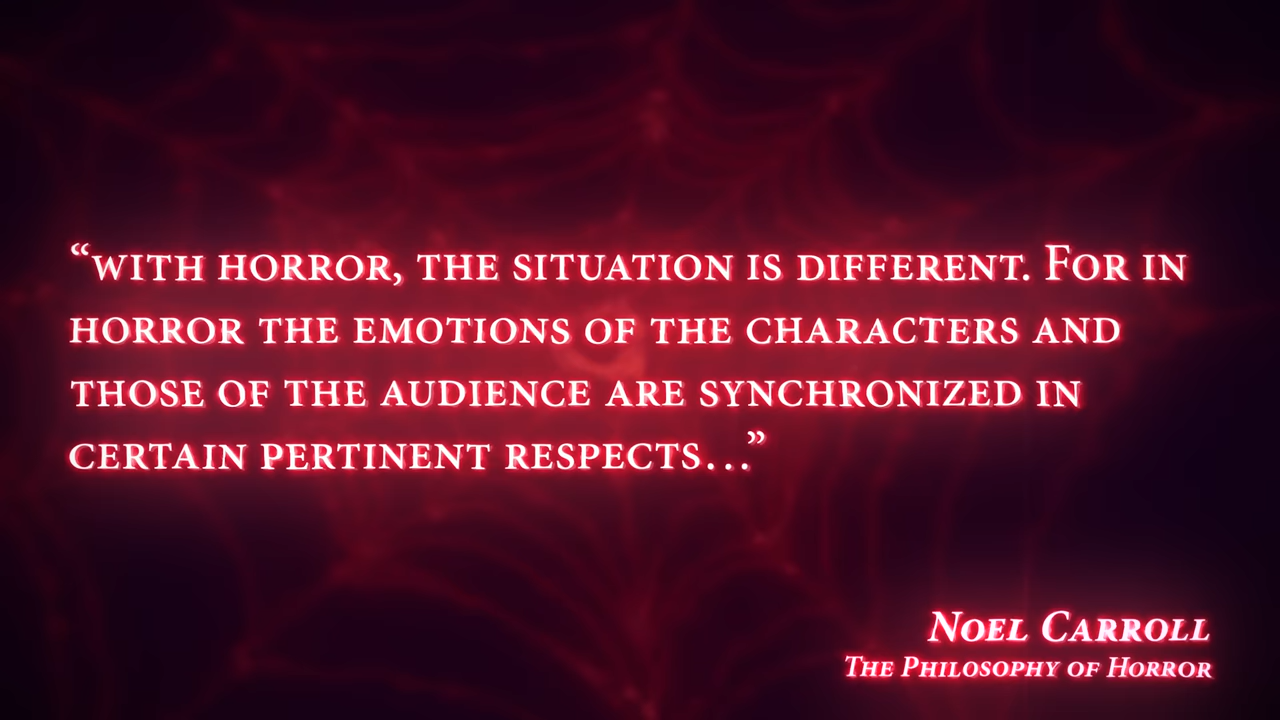 “with horror, the situation is different. For in
horror the emotions of the characters and
those of the audience are synchronized in
certain pertinent respects…”
Noel Carroll
The Philosophy of Horror